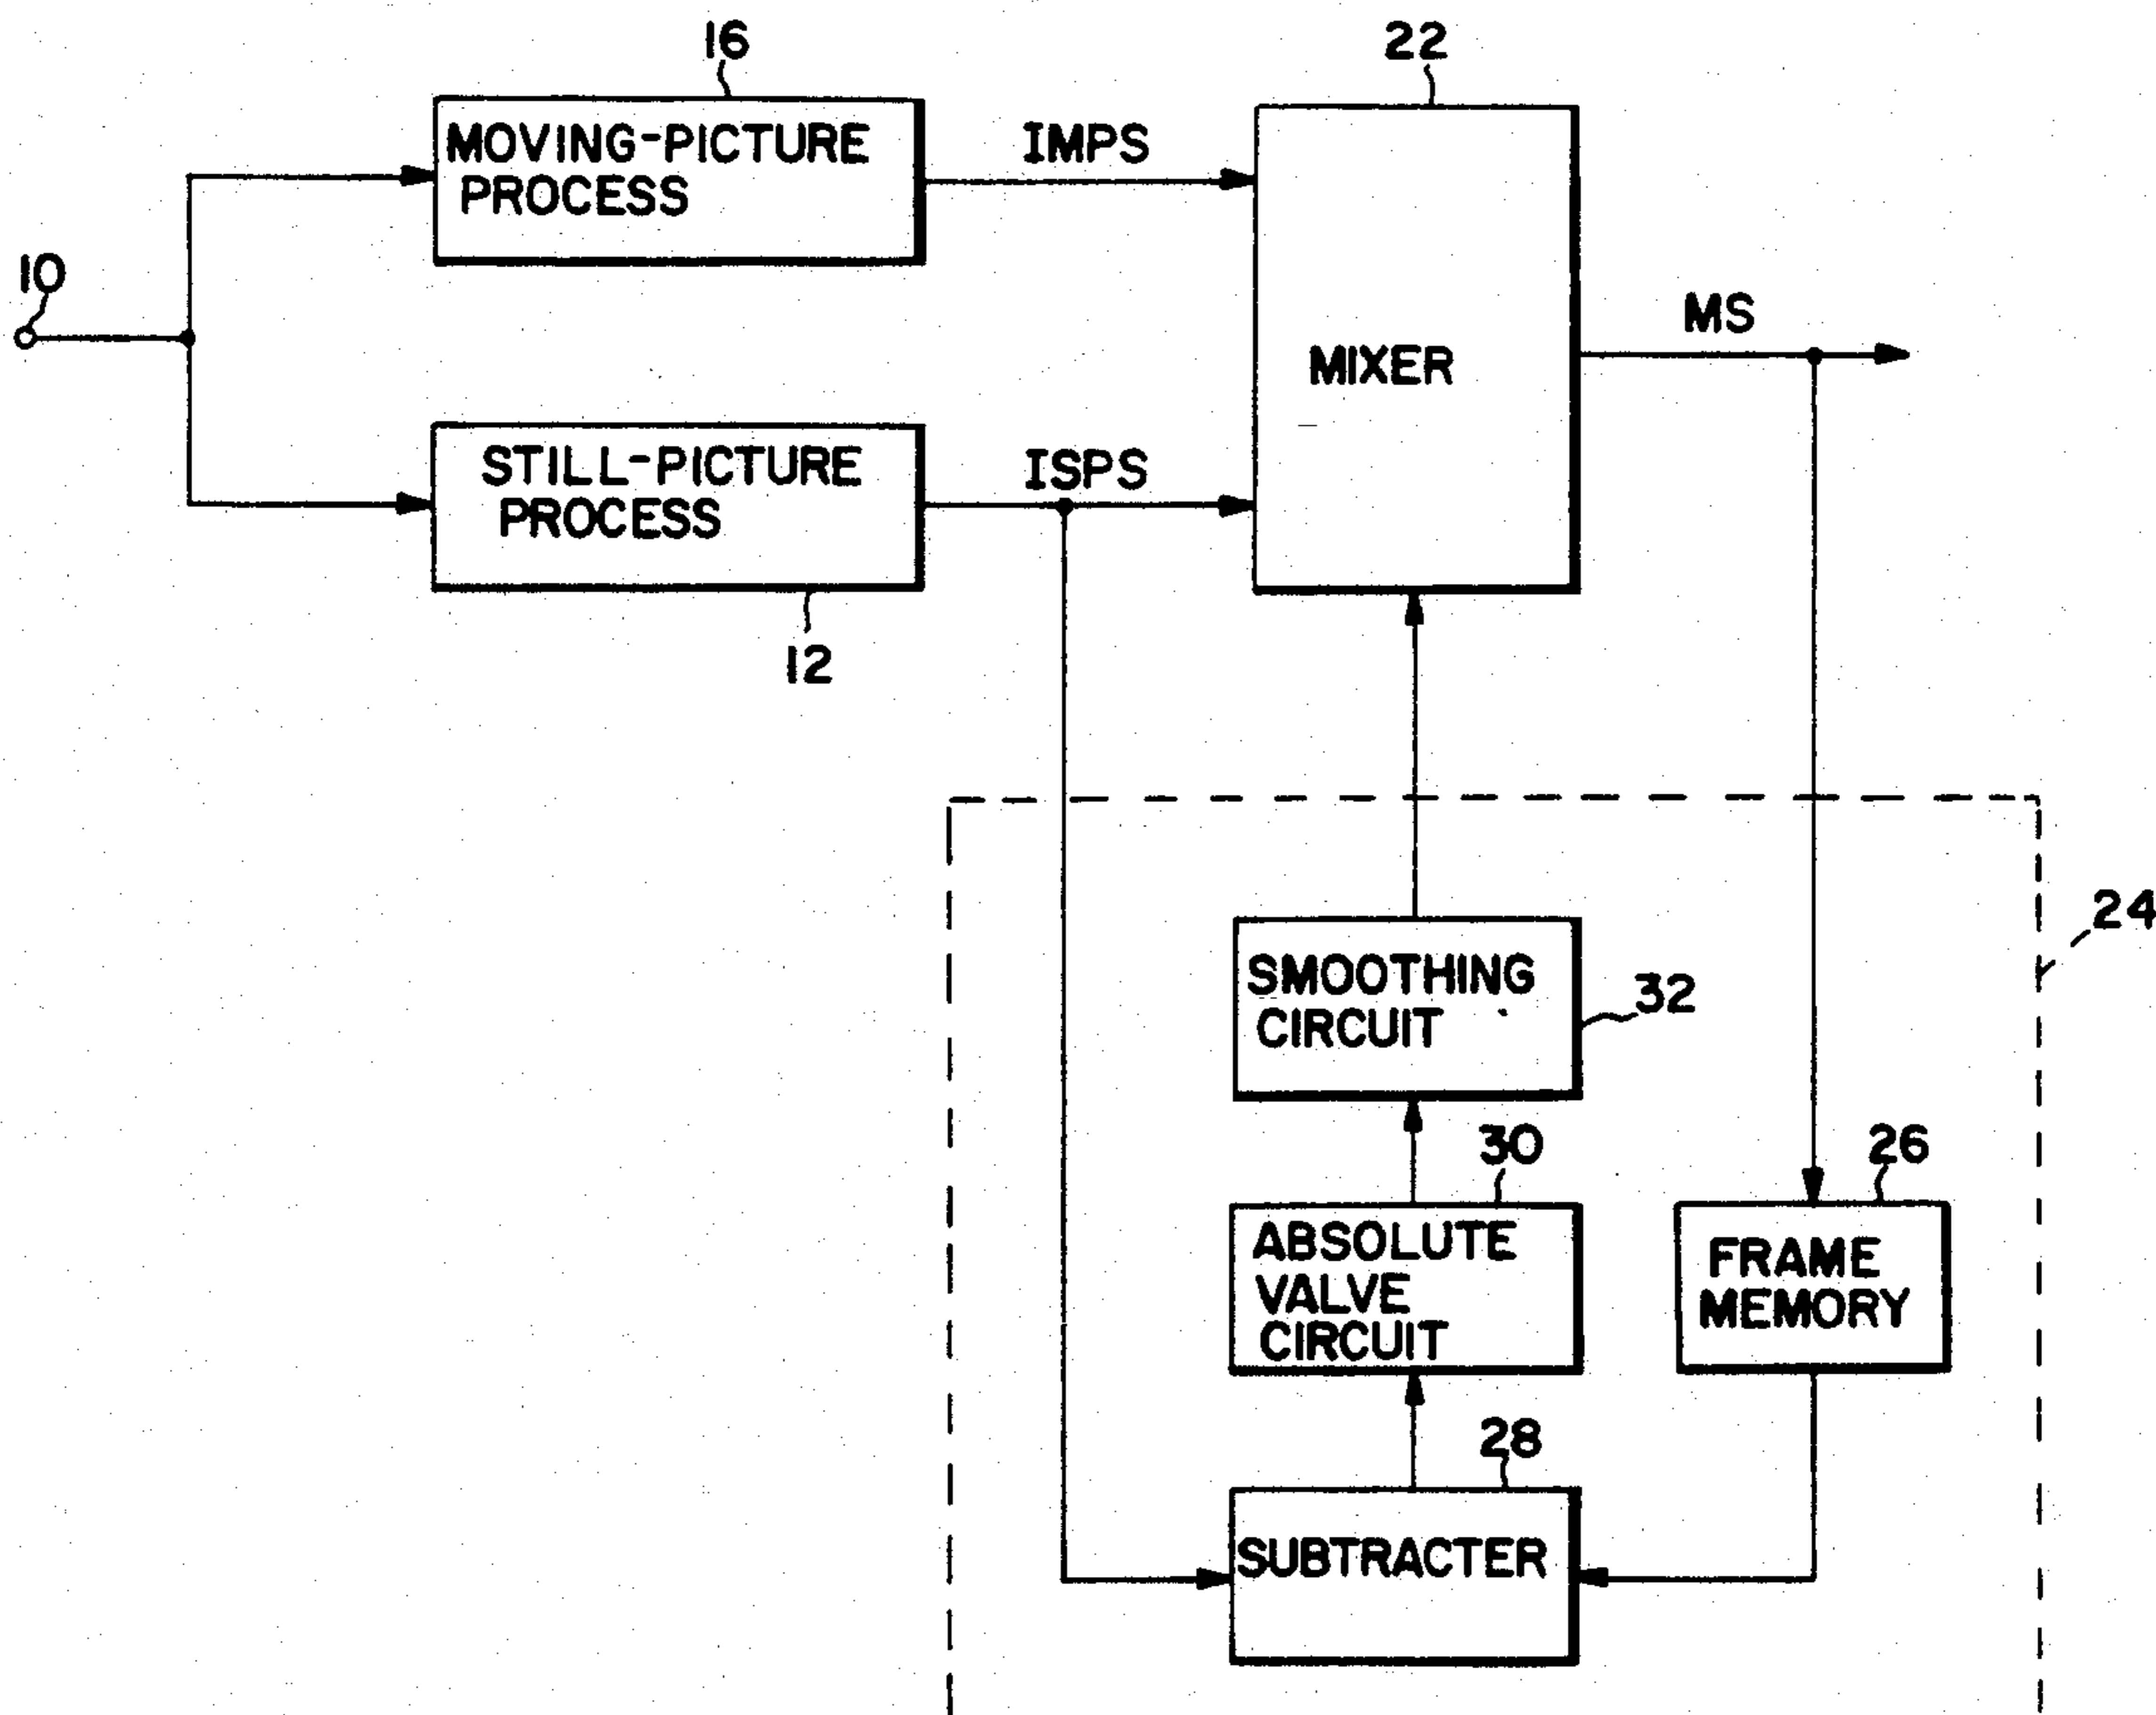 16
22
MOVING-PICTURE
PROCESS
IMPS
10
MS
MIXER
STILL-PICTURE
PROCESS
ISPS
12
24
SMOOTHING
CIRCUIT
32
30
26
ABSOLUTE
VALVE
CIRCUIT
FRAME
MEMORY
28
SUBTRACTER